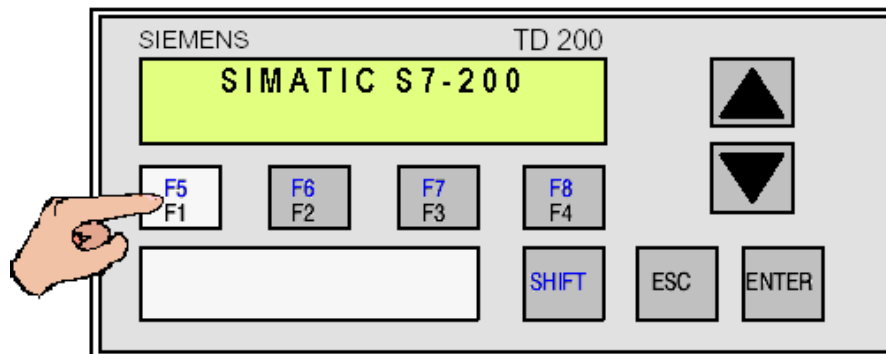 SIEMENS TD 200
SIMATIC S7-200
F5 F6 F7 F8
F1 F2 F3 F4
SHIFT ESC ENTER